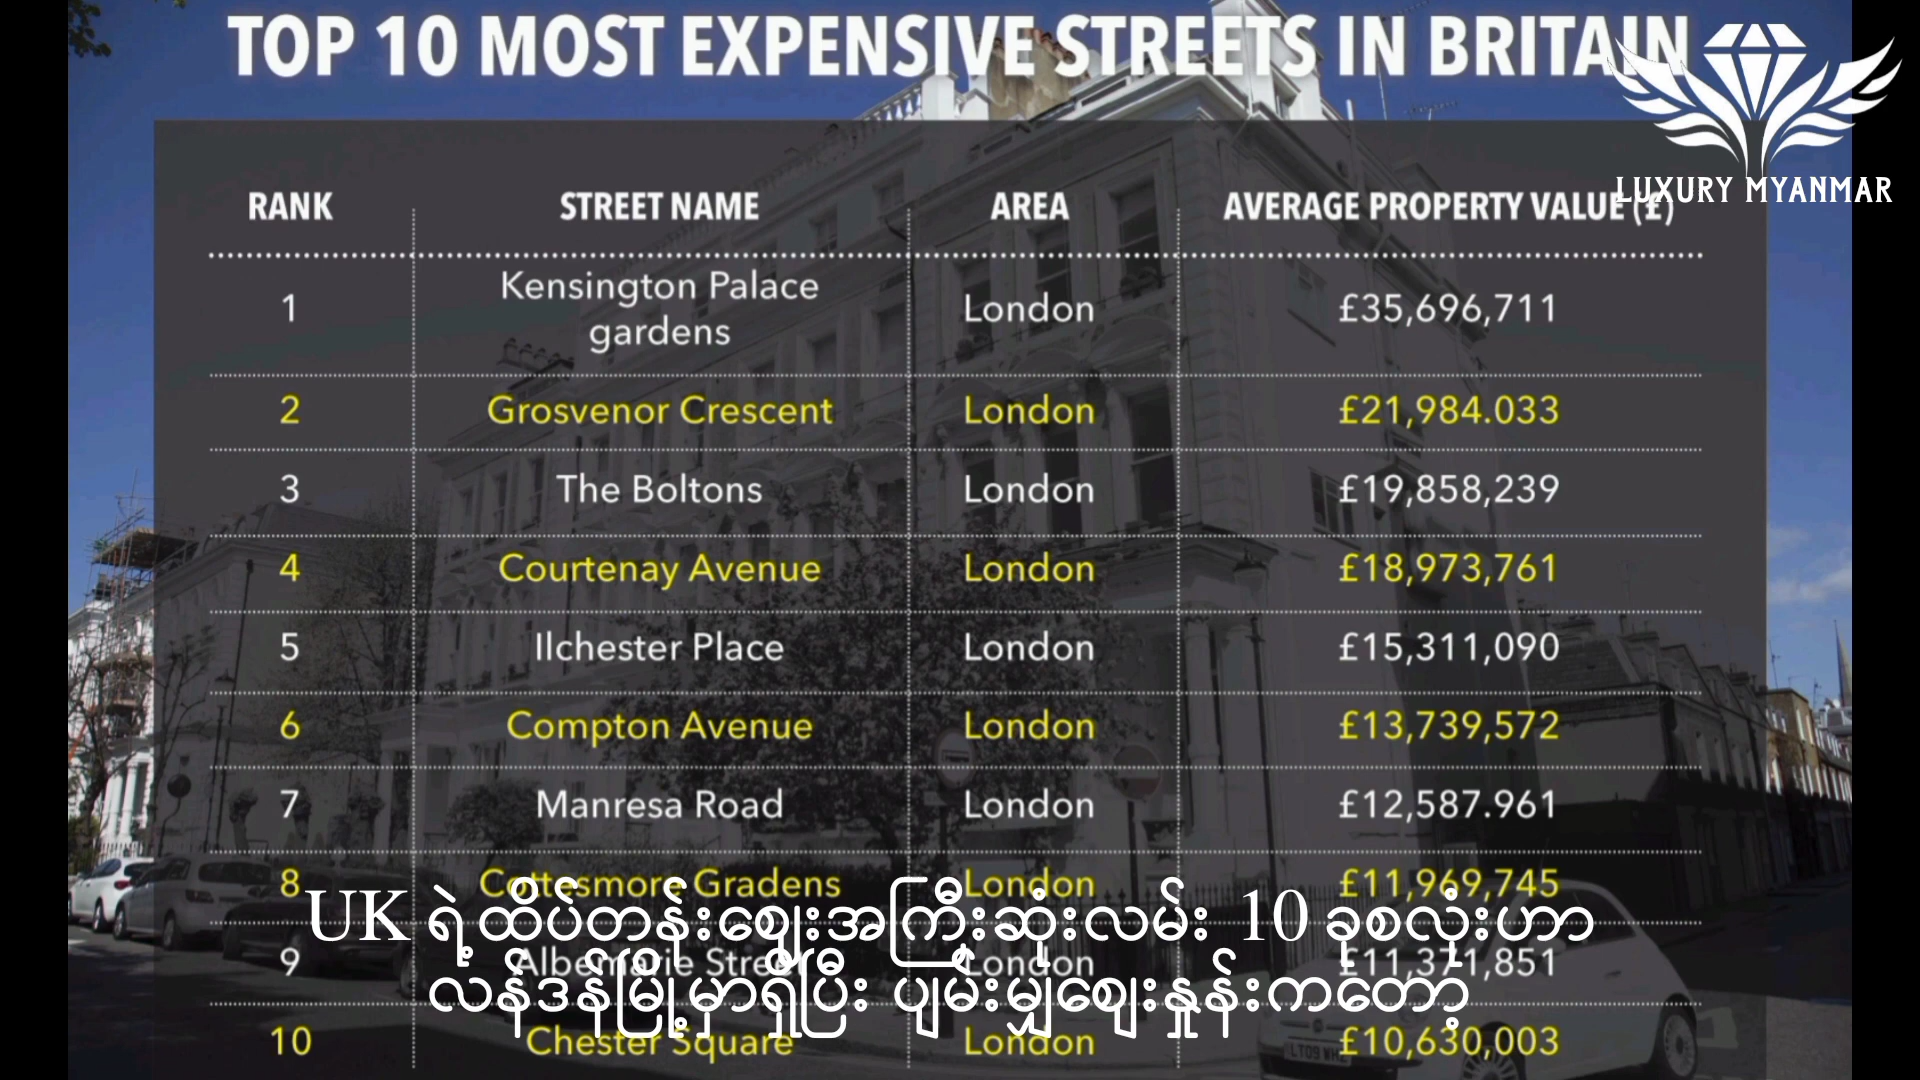 TOP 10 MOST EXPENSIVE STREETS IN BRITAIN
LUXURY MYANMAR
RANK STREET NAME AREA AVERAGE PROPERTY VALUE (£)
1 Kensington Palace gardens London £35,696,711
2 Grosvenor Crescent London £21,984.033
3 The Boltons London £19,858,239
4 Courtenay Avenue London £18,973,761
5 Ilchester Place London £15,311,090
6 Compton Avenue London £13,739,572
7 Manresa Road London £12,587.961
8 Cottesmore Gradens London £11,969,745
UK ရဲ့ထိပ်တန်းဈေးအကြီးဆုံးလမ်း 10 ခုစလုံးဟာ
9 Albemarle Street London £11,371,851
လန်ဒန်မြို့မှာရှိပြီး ပျမ်းမျှဈေးနှုန်းကတော့
10 Chester Square London £10,630,003